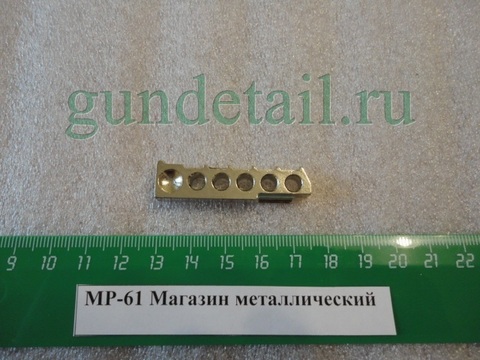 gundetail.ru
9 10 11 12 13 14 15 16 17 18 19 20 21 22
МР-61 Магазин металлический